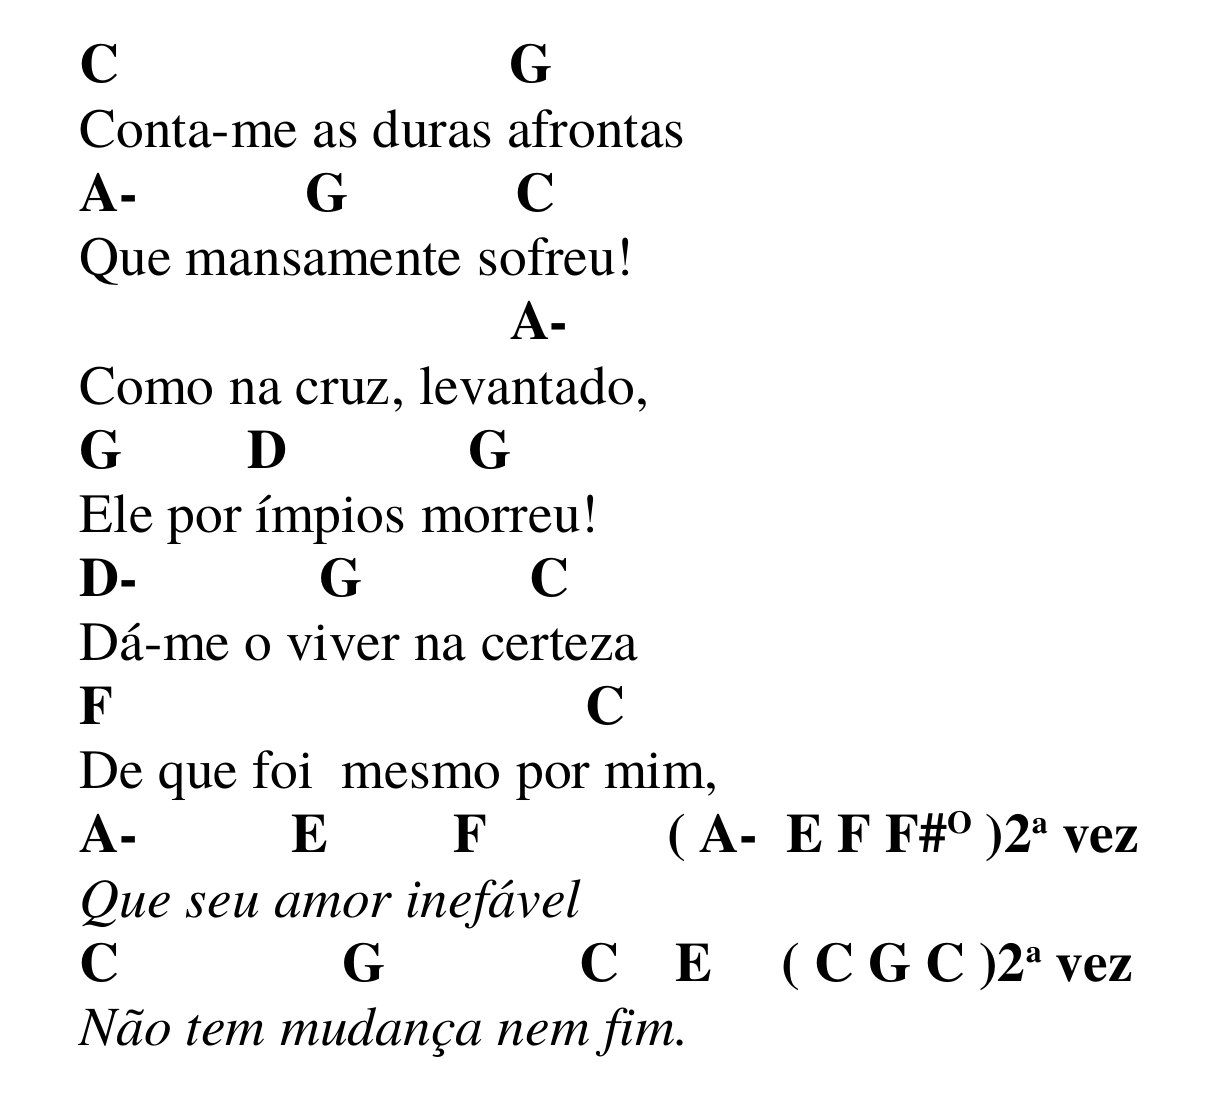 C G
Conta-me as duras afrontas
A- G C
Que mansamente sofreu!
A-
Como na cruz, levantado,
G D G
Ele por ímpios morreu!
D- G C
Dá-me o viver na certeza
F C
De que foi  mesmo por mim,
A- E F ( A- E F F#º )2ª vez
Que seu amor inefável
C G C E ( C G C )2ª vez
Não tem mudança nem fim.